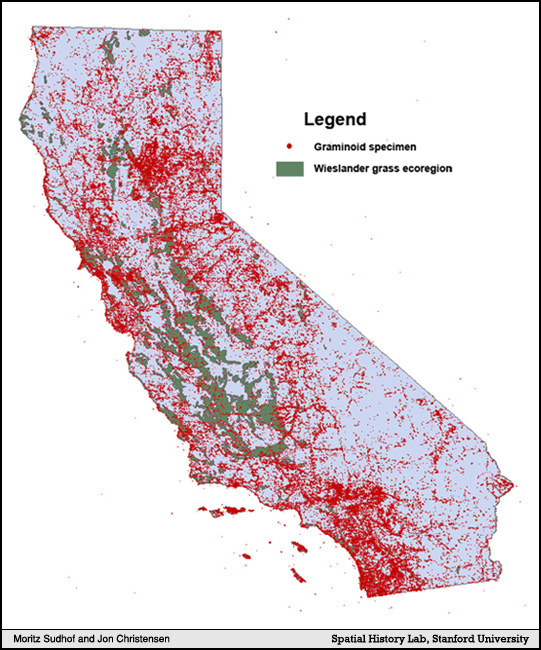 Legend
Graminoid specimen
Wieslander grass ecoregion
Moritz Sudhof and Jon Christensen
Spatial History Lab, Stanford University